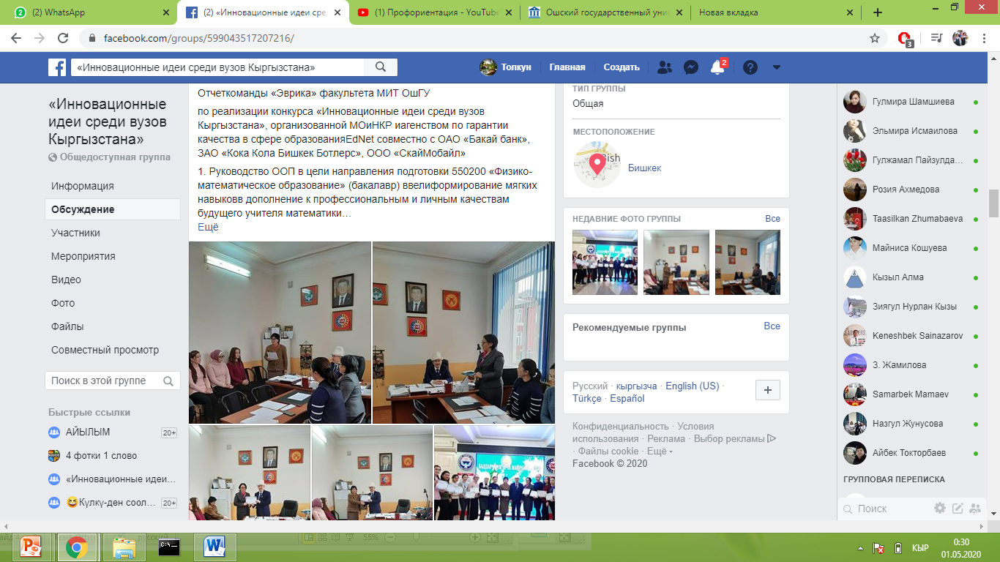 (2) WhatsApp
(2) «Инновационные идеи сре
(1) Профориентация - YouTube
Ошский государственный унив
Новая вкладка
facebook.com/groups/599043517207216/
3
«Инновационные идеи среди вузов Кыргызстана»
Толкун
Главная
Создать
2
«Инновационные
идеи среди вузов
Кыргызстана»
Общедоступная группа
Информация
Обсуждение
Участники
Мероприятия
Видео
Фото
Файлы
Совместный просмотр
Поиск в этой группе
Быстрые ссылки
АЙЫЛЫМ 20+
4 фотки 1 слово
«Инновационные идеи...
Күлкү-ден соол... 20+
Отчеткоманды «Эврика» факультета МИТ ОшГУ
по реализации конкурса «Инновационные идеи среди вузов
Кыргызстана», организованной МОиНКР иагенством по гарантии
качества в сфере образованияEdNet совместно с ОАО «Бакай банк»,
ЗАО «Кока Кола Бишкек Ботлерс», ООО «СкайМобайл»
1. Руководство ООП в цели направления подготовки 550200 «Физико-
математическое образование» (бакалавр) ввелиформирование мягких
навыковв дополнение к профессиональным и личным качествам
будущего учителя математики…
Ещё
ТИП ГРУППЫ
Общая
МЕСТОПОЛОЖЕНИЕ
Bish
Бишкек
НЕДАВНИЕ ФОТО ГРУППЫ
Все
Рекомендуемые группы
Все
Русский · кыргызча · English (US) ·
Türkçe · Español
Конфиденциальность · Условия
использования · Реклама · Выбор рекламы
· Файлы cookie · Ещё
Facebook © 2020
Гулмира Шамшиева
Эльмира Исмаилова
Гулжамал Пайзулда...
Розия Ахмедова
Taasilkan Zhumabaeva
Майниса Кошуева
Кызыл Алма
Зиягул Нурлан Кызы
Keneshbek Sainazarov
З. Жамилова
Samarbek Mamaev
Назгул Жунусова
Айбек Токторбаев
ГРУППОВАЯ ПЕРЕПИСКА
Поиск
55%
КЫР
0:30
01.05.2020